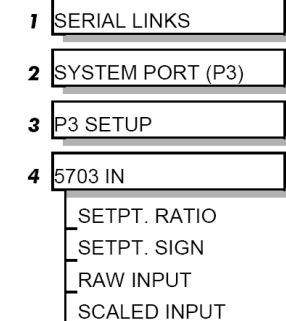 1 SERIAL LINKS
2 SYSTEM PORT (P3)
3 P3 SETUP
4 5703 IN
SETPT. RATIO
SETPT. SIGN
RAW INPUT
SCALED INPUT